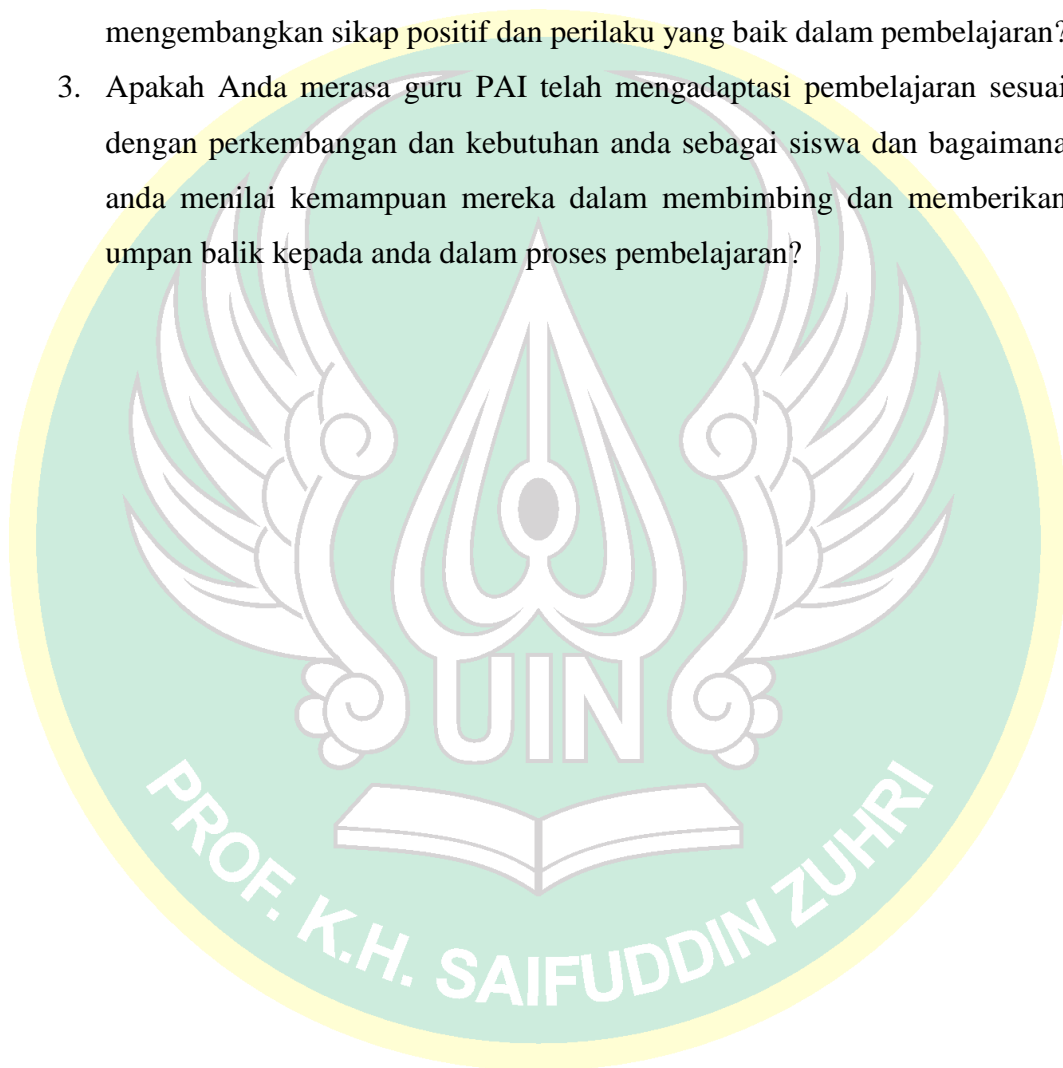 mengembangkan sikap positif dan perilaku yang baik dalam pembelajaran?
3. Apakah Anda merasa guru PAI telah mengadaptasi pembelajaran sesuai
dengan perkembangan dan kebutuhan anda sebagai siswa dan bagaimana
anda menilai kemampuan mereka dalam membimbing dan memberikan
umpan balik kepada anda dalam proses pembelajaran?
UIN
PROF. K.H. SAIFUDDIN ZUHRI